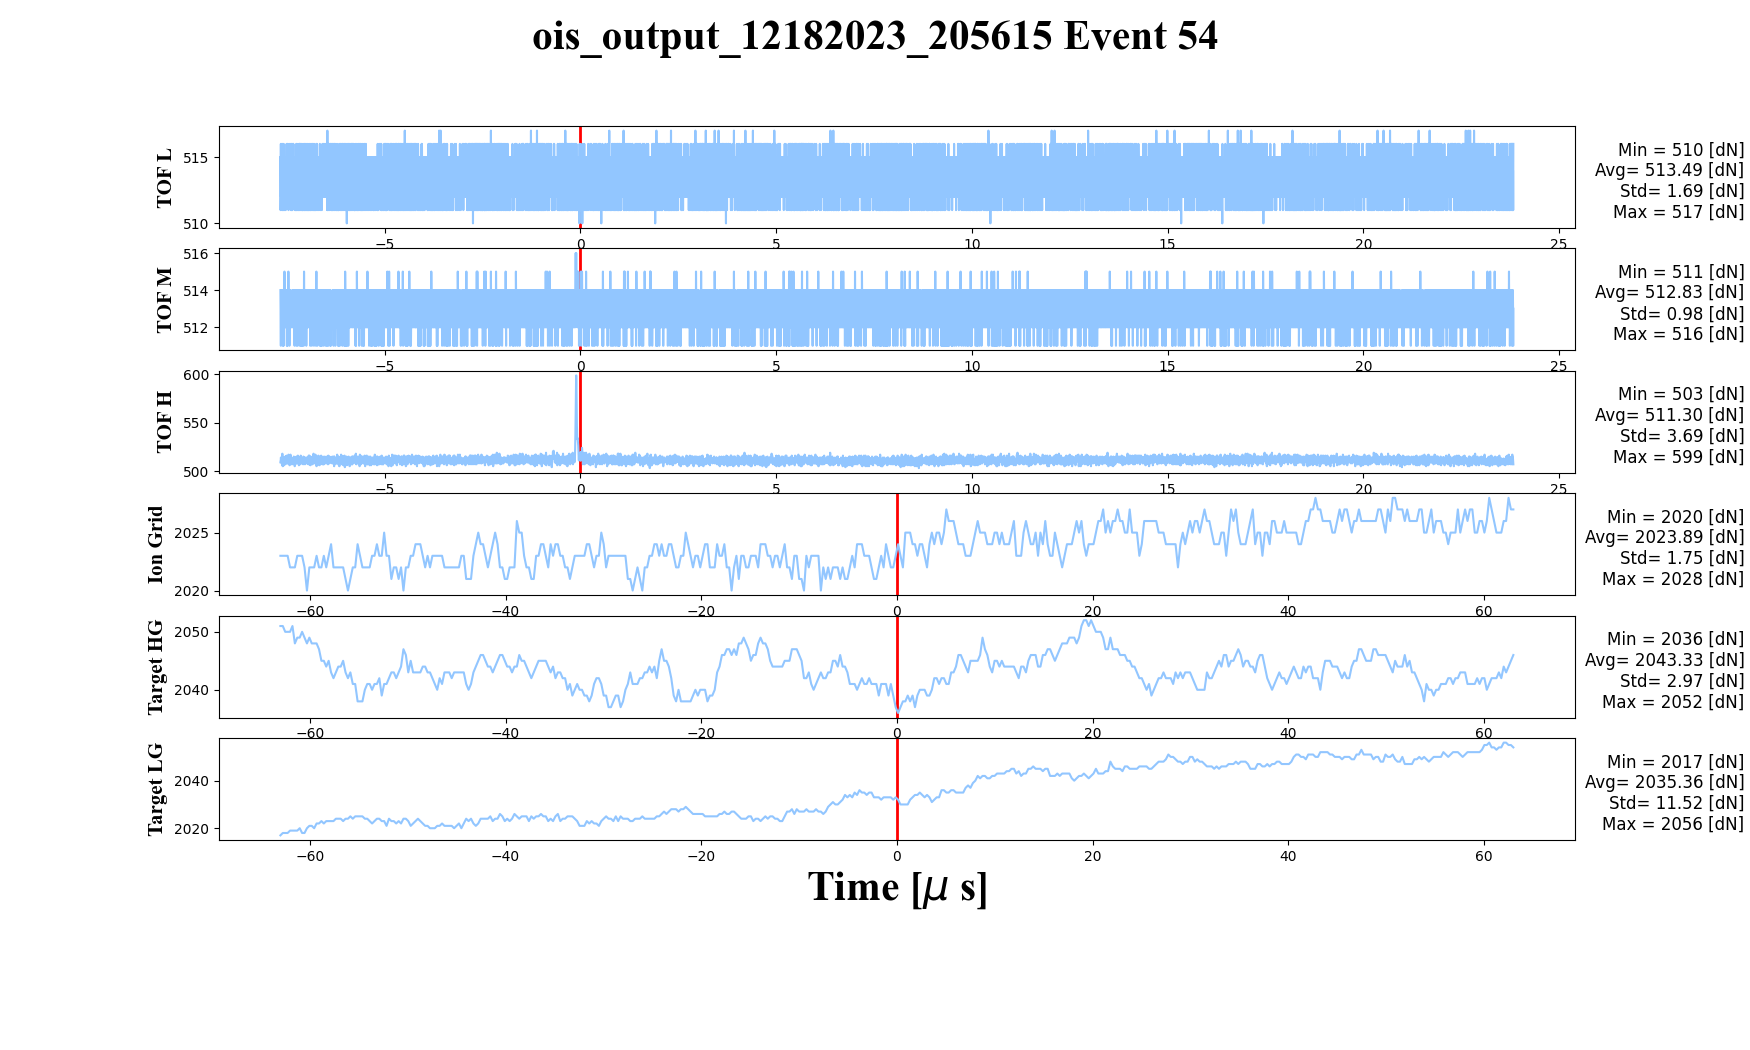 ois_output_12182023_205615 Event 54
TOF L
515
510
−5
0
5
10
15
20
25
Min = 510 [dN]
Avg= 513.49 [dN]
Std= 1.69 [dN]
Max = 517 [dN]
TOF M
516
514
512
−5
0
5
10
15
20
25
Min = 511 [dN]
Avg= 512.83 [dN]
Std= 0.98 [dN]
Max = 516 [dN]
TOF H
600
550
500
−5
0
5
10
15
20
25
Min = 503 [dN]
Avg= 511.30 [dN]
Std= 3.69 [dN]
Max = 599 [dN]
Ion Grid
2025
2020
−60
−40
−20
0
20
40
60
Min = 2020 [dN]
Avg= 2023.89 [dN]
Std= 1.75 [dN]
Max = 2028 [dN]
Target HG
2050
2040
−60
−40
−20
0
20
40
60
Min = 2036 [dN]
Avg= 2043.33 [dN]
Std= 2.97 [dN]
Max = 2052 [dN]
Target LG
2040
2020
−60
−40
−20
0
20
40
60
Min = 2017 [dN]
Avg= 2035.36 [dN]
Std= 11.52 [dN]
Max = 2056 [dN]
Time [μ s]